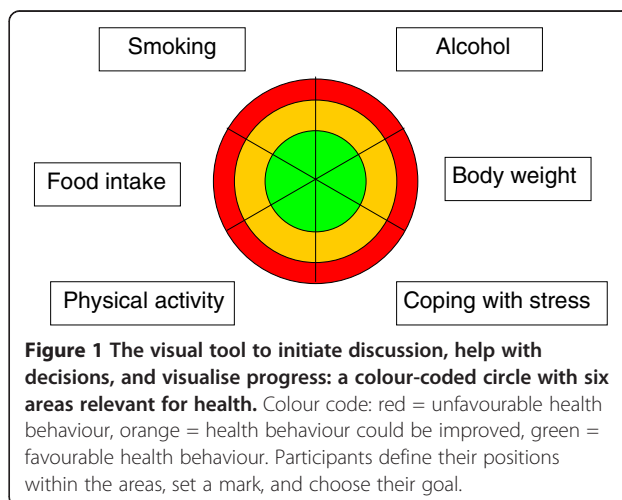 Smoking
Alcohol
Food intake
Body weight
Physical activity
Coping with stress
Figure 1 The visual tool to initiate discussion, help with
decisions, and visualise progress: a colour-coded circle with six
areas relevant for health. Colour code: red = unfavourable health
behaviour, orange = health behaviour could be improved, green =
favourable health behaviour. Participants define their positions
within the areas, set a mark, and choose their goal.